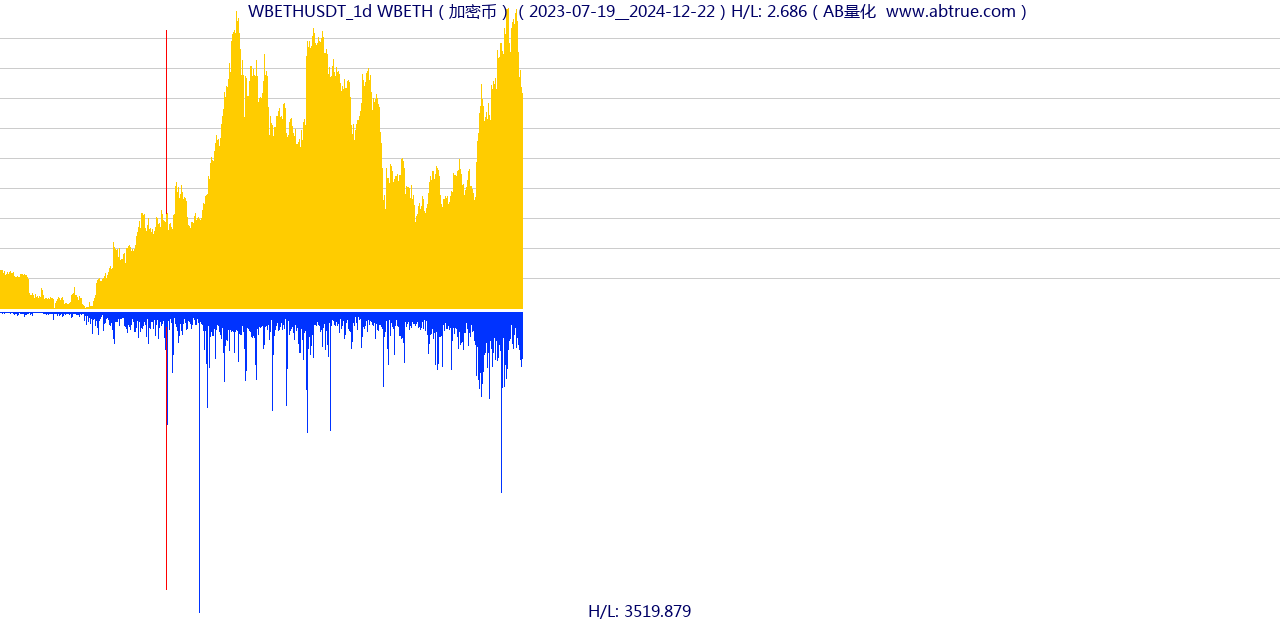 WBETHUSDT_1d WBETH ( 加密币 ) ( 2023-07-19__2024-12-22 ) H/L: 2.686 ( AB量化  www.abtrue.com )
H/L: 3519.879